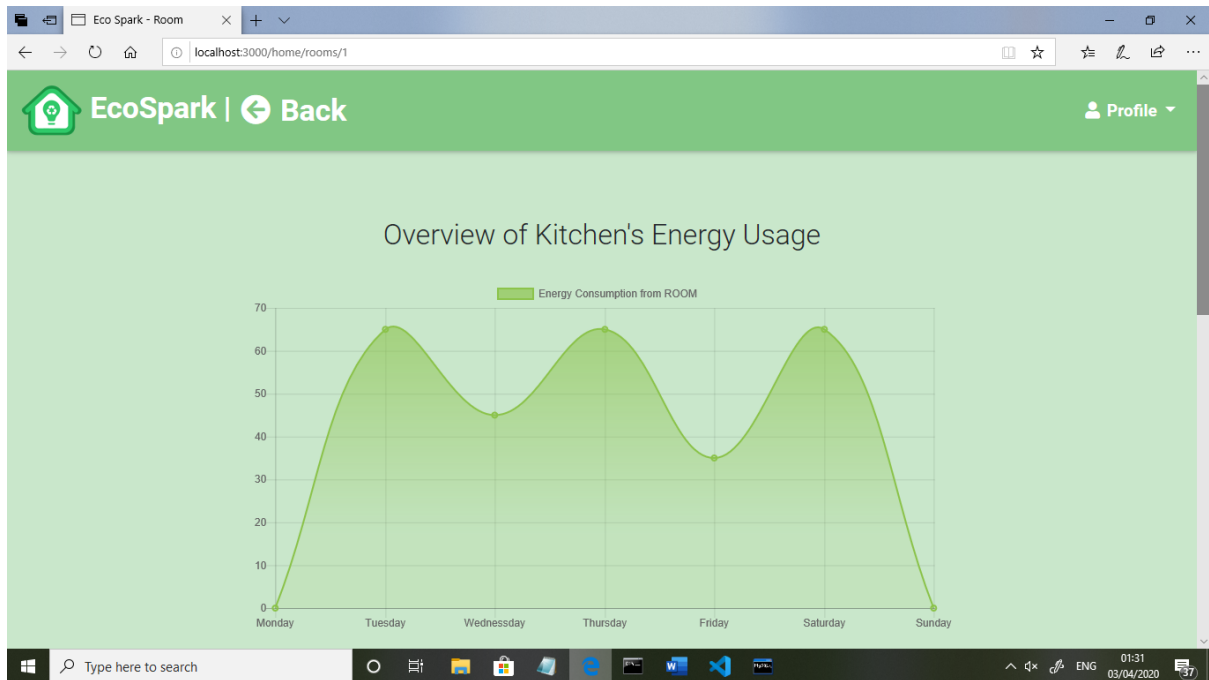 Eco Spark - Room
localhost:3000/home/rooms/1
EcoSpark | Back
Profile
Overview of Kitchen's Energy Usage
Energy Consumption from ROOM
70
60
50
40
30
20
10
0
Monday Tuesday Wednessday Thursday Friday Saturday Sunday
Type here to search
ENG
01:31
03/04/2020
37